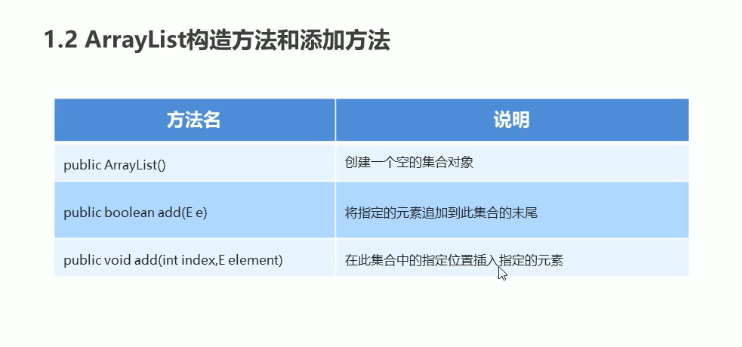 1.2 ArrayList构造方法和添加方法
方法名 说明
public ArrayList() 创建一个空的集合对象
public boolean add(E e) 将指定的元素追加到此集合的末尾
public void add(int index,E element) 在此集合中的指定位置插入指定的元素